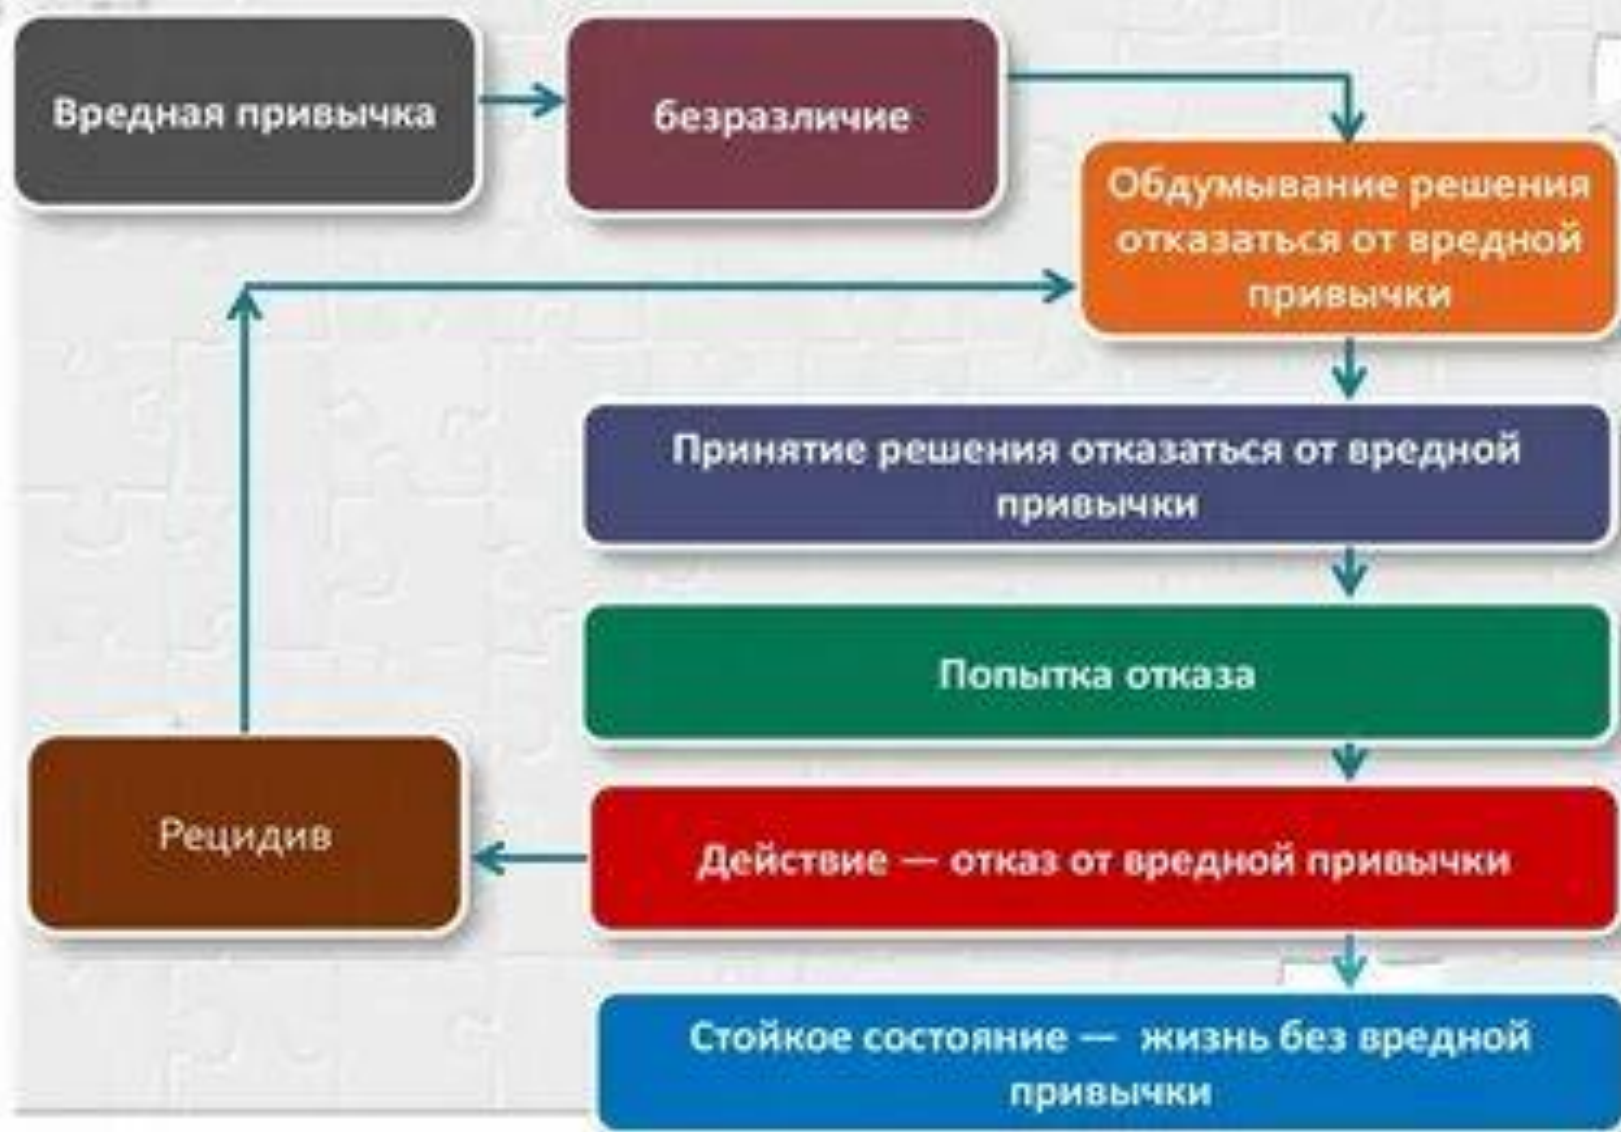 Вредная привычка
безразличие
Обдумывание решения
отказаться от вредной
привычки
Принятие решения отказаться от вредной
привычки
Попытка отказа
Рецидив
Действие — отказ от вредной привычки
Стойкое состояние — жизнь без вредной
привычки